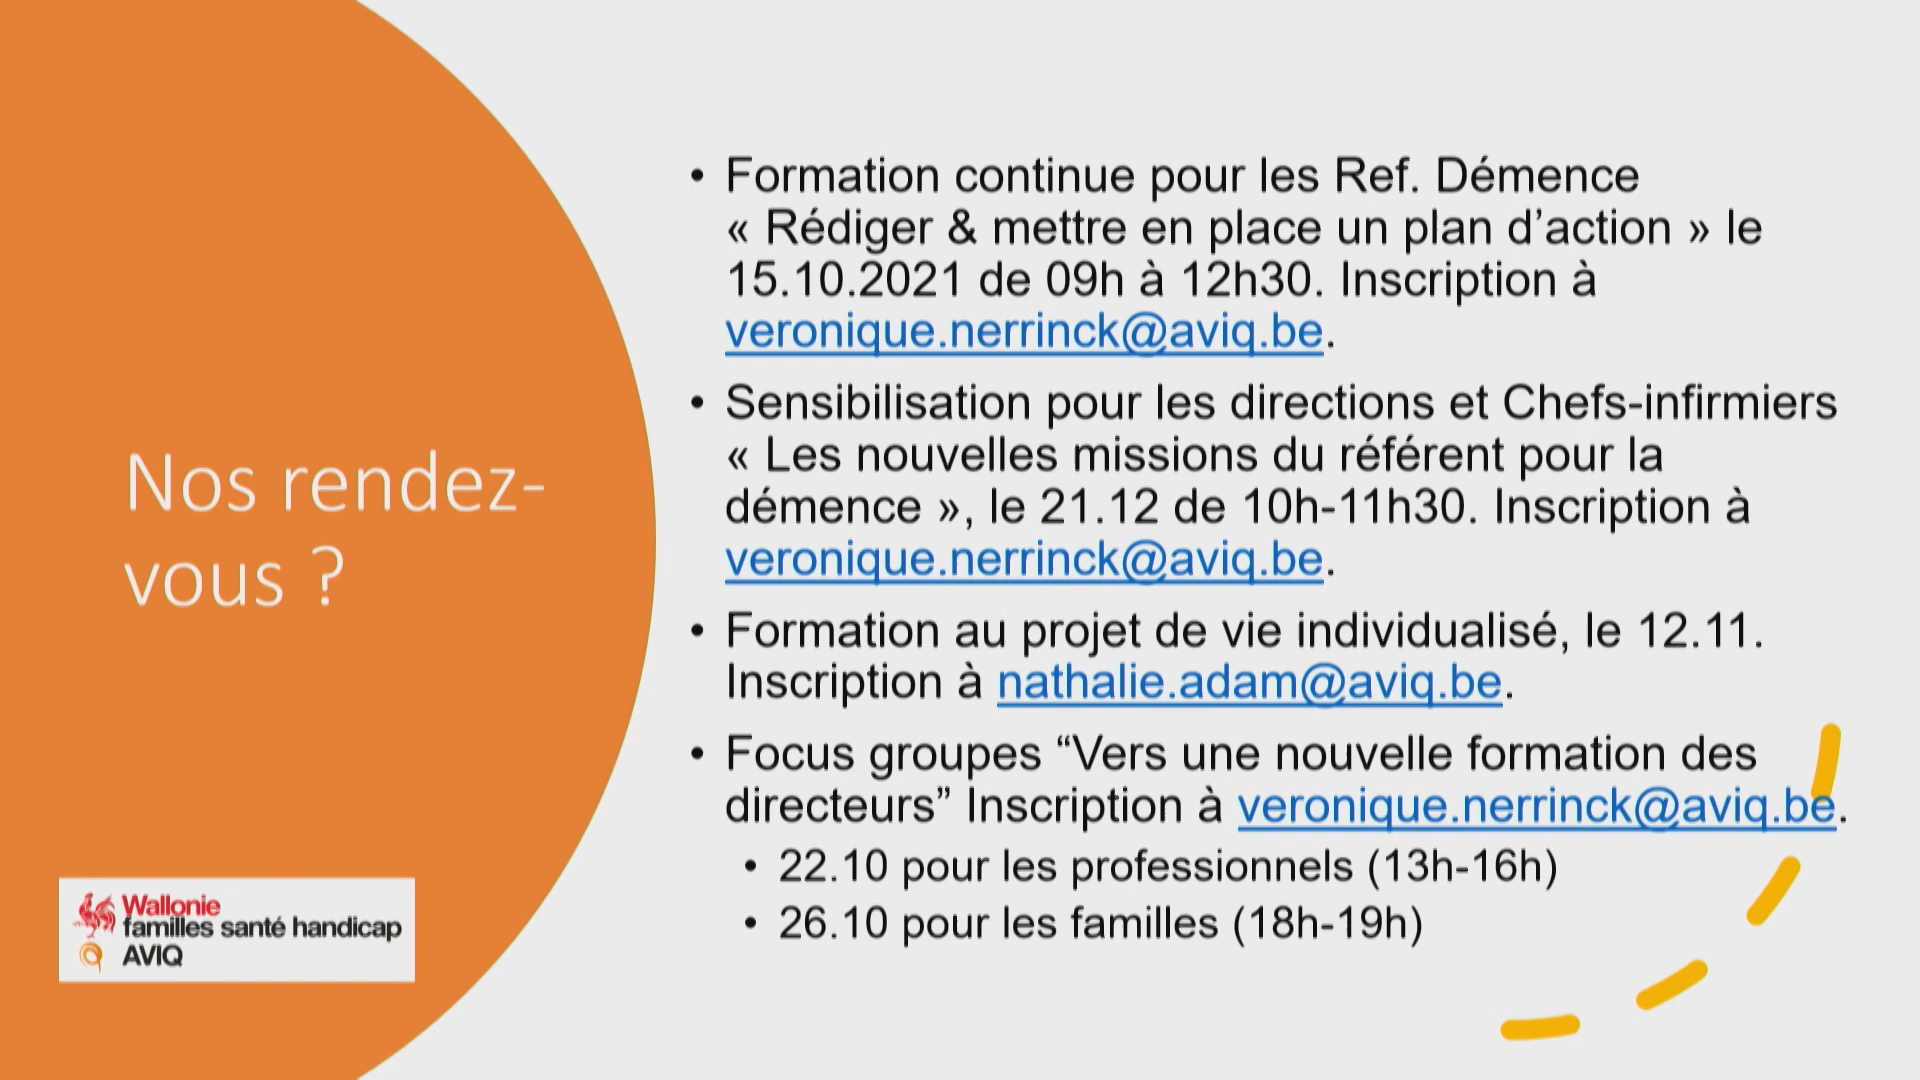 Nos rendez-
vous ?
• Formation continue pour les Ref. Démence
« Rédiger & mettre en place un plan d’action » le
15.10.2021 de 09h à 12h30. Inscription à
veronique.nerrinck@aviq.be.
• Sensibilisation pour les directions et Chefs-infirmiers
« Les nouvelles missions du référent pour la
démence », le 21.12 de 10h-11h30. Inscription à
veronique.nerrinck@aviq.be.
• Formation au projet de vie individualisé, le 12.11.
Inscription à nathalie.adam@aviq.be.
• Focus groupes “Vers une nouvelle formation des
directeurs” Inscription à veronique.nerrinck@aviq.be.
• 22.10 pour les professionnels (13h-16h)
• 26.10 pour les familles (18h-19h)
Wallonie
familles santé handicap
AVIQ